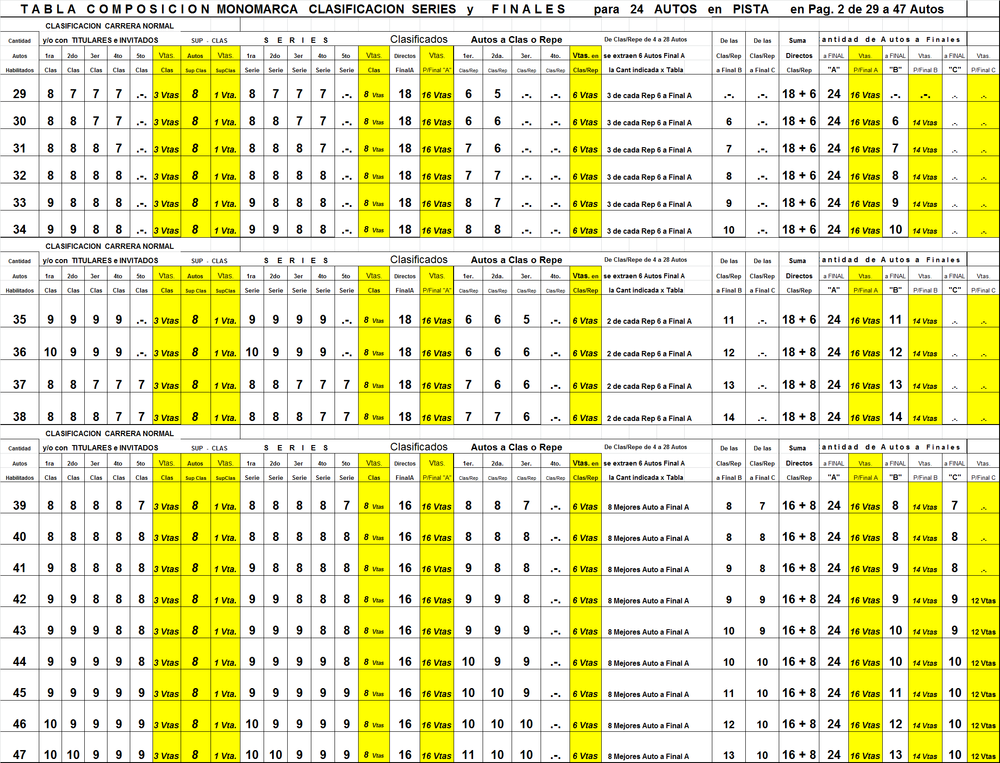 T A B L A C O M P O S I C I O N MONOMARCA CLASIFICACION SERIES y F I N A L E S para 24 AUTOS en PISTA en Pag. 2 de 29 a 47 Autos
CLASIFICACION CARRERA NORMAL
Cantidad y/o con TITULARES e INVITADOS SUP - CLAS S E R I E S Clasificados Autos a Clas o Repe De Clas/Repe de 4 a 28 Autos De las De las Suma antidad de Autos a Finales
Autos 1ra 2do 3er 4to 5to Vtas. Autos Vtas. 1ra 2do 3er 4to 5to Vtas. Directos Vtas. 1er. 2da. 3er. 4to. Vtas. en se extraen 6 Autos Final A Clas/Rep Clas/Rep Directos a FINAL Vtas. a FINAL Vtas. a FINAL Vtas.
Habilitados Clas Clas Clas Clas Clas Clas Sup Clas SupClas Serie Serie Serie Serie Serie Clas FinalA P/Final "A" Clas/Rep Clas/Rep Clas/Rep Clas/Rep Clas/Rep la Cant indicada x Tabla a Final B a Final C Clas/Rep "A" P/Final A "B" P/Final B "C" P/Final C
29 8 7 7 7 .-. 3 Vtas 8 1 Vta. 8 7 7 7 .-. 8 Vtas 18 16 Vtas 6 5 .-. .-. 6 Vtas 3 de cada Rep 6 a Final A .-. .-. 18 + 6 24 16 Vtas .-. .-. .-. .-.
30 8 8 7 7 .-. 3 Vtas 8 1 Vta. 8 8 7 7 .-. 8 Vtas 18 16 Vtas 6 6 .-. .-. 6 Vtas 3 de cada Rep 6 a Final A 6 .-. 18 + 6 24 16 Vtas 6 14 Vtas .-. .-.
31 8 8 8 7 .-. 3 Vtas 8 1 Vta. 8 8 8 7 .-. 8 Vtas 18 16 Vtas 7 6 .-. .-. 6 Vtas 3 de cada Rep 6 a Final A 7 .-. 18 + 6 24 16 Vtas 7 14 Vtas .-. .-.
32 8 8 8 8 .-. 3 Vtas 8 1 Vta. 8 8 8 8 .-. 8 Vtas 18 16 Vtas 7 7 .-. .-. 6 Vtas 3 de cada Rep 6 a Final A 8 .-. 18 + 6 24 16 Vtas 8 14 Vtas .-. .-.
33 9 8 8 8 .-. 3 Vtas 8 1 Vta. 9 8 8 8 .-. 8 Vtas 18 16 Vtas 8 7 .-. .-. 6 Vtas 3 de cada Rep 6 a Final A 9 .-. 18 + 6 24 16 Vtas 9 14 Vtas .-. .-.
34 9 9 8 8 .-. 3 Vtas 8 1 Vta. 9 9 8 8 .-. 8 Vtas 18 16 Vtas 8 8 .-. .-. 6 Vtas 3 de cada Rep 6 a Final A 10 .-. 18 + 6 24 16 Vtas 10 14 Vtas .-. .-.
CLASIFICACION CARRERA NORMAL
Cantidad y/o con TITULARES e INVITADOS SUP - CLAS S E R I E S Clasificados Autos a Clas o Repe De Clas/Repe de 4 a 28 Autos De las De las Suma antidad de Autos a Finales
Autos 1ra 2do 3er 4to 5to Vtas. Autos Vtas. 1ra 2do 3er 4to 5to Vtas. Directos Vtas. 1er. 2da. 3er. 4to. Vtas. en se extraen 6 Autos Final A Clas/Rep Clas/Rep Directos a FINAL Vtas. a FINAL Vtas. a FINAL Vtas.
Habilitados Clas Clas Clas Clas Clas Clas Sup Clas SupClas Serie Serie Serie Serie Serie Clas FinalA P/Final "A" Clas/Rep Clas/Rep Clas/Rep Clas/Rep Clas/Rep la Cant indicada x Tabla a Final B a Final C Clas/Rep "A" P/Final A "B" P/Final B "C" P/Final C
35 9 9 9 9 .-. 3 Vtas 8 1 Vta. 9 9 9 9 .-. 8 Vtas 18 16 Vtas 6 6 5 .-. 6 Vtas 2 de cada Rep 6 a Final A 11 .-. 18 + 6 24 16 Vtas 11 14 Vtas .-. .-.
36 10 9 9 9 .-. 3 Vtas 8 1 Vta. 10 9 9 9 .-. 8 Vtas 18 16 Vtas 6 6 6 .-. 6 Vtas 2 de cada Rep 6 a Final A 12 .-. 18 + 8 24 16 Vtas 12 14 Vtas .-. .-.
37 8 8 7 7 7 3 Vtas 8 1 Vta. 8 8 7 7 7 8 Vtas 18 16 Vtas 7 6 6 .-. 6 Vtas 2 de cada Rep 6 a Final A 13 .-. 18 + 8 24 16 Vtas 13 14 Vtas .-. .-.
38 8 8 8 7 7 3 Vtas 8 1 Vta. 8 8 8 7 7 8 Vtas 18 16 Vtas 7 7 6 .-. 6 Vtas 2 de cada Rep 6 a Final A 14 .-. 18 + 8 24 16 Vtas 14 14 Vtas .-. .-.
CLASIFICACION CARRERA NORMAL
Cantidad y/o con TITULARES e INVITADOS SUP - CLAS S E R I E S Clasificados Autos a Clas o Repe De Clas/Repe de 4 a 28 Autos De las De las Suma antidad de Autos a Finales
Autos 1ra 2do 3er 4to 5to Vtas. Autos Vtas. 1ra 2do 3er 4to 5to Vtas. Directos Vtas. 1er. 2da. 3er. 4to. Vtas. en se extraen 6 Autos Final A Clas/Rep Clas/Rep Directos a FINAL Vtas. a FINAL Vtas. a FINAL Vtas.
Habilitados Clas Clas Clas Clas Clas Clas Sup Clas SupClas Serie Serie Serie Serie Serie Clas FinalA P/Final "A" Clas/Rep Clas/Rep Clas/Rep Clas/Rep Clas/Rep la Cant indicada x Tabla a Final B a Final C Clas/Rep "A" P/Final A "B" P/Final B "C" P/Final C
39 8 8 8 8 7 3 Vtas 8 1 Vta. 8 8 8 8 7 8 Vtas 16 16 Vtas 8 8 7 .-. 6 Vtas 8 Mejores Auto a Final A 8 7 16 + 8 24 16 Vtas 8 14 Vtas 7 .-.
40 8 8 8 8 8 3 Vtas 8 1 Vta. 8 8 8 8 8 8 Vtas 16 16 Vtas 8 8 8 .-. 6 Vtas 8 Mejores Auto a Final A 8 8 16 + 8 24 16 Vtas 8 14 Vtas 8 .-.
41 9 8 8 8 8 3 Vtas 8 1 Vta. 9 8 8 8 8 8 Vtas 16 16 Vtas 9 8 8 .-. 6 Vtas 8 Mejores Auto a Final A 9 8 16 + 8 24 16 Vtas 9 14 Vtas 8 .-.
42 9 9 8 8 8 3 Vtas 8 1 Vta. 9 9 8 8 8 8 Vtas 16 16 Vtas 9 9 8 .-. 6 Vtas 8 Mejores Auto a Final A 9 9 16 + 8 24 16 Vtas 9 14 Vtas 9 12 Vtas
43 9 9 9 8 8 3 Vtas 8 1 Vta. 9 9 9 8 8 8 Vtas 16 16 Vtas 9 9 9 .-. 6 Vtas 8 Mejores Auto a Final A 10 9 16 + 8 24 16 Vtas 10 14 Vtas 9 12 Vtas
44 9 9 9 9 8 3 Vtas 8 1 Vta. 9 9 9 9 8 8 Vtas 16 16 Vtas 10 9 9 .-. 6 Vtas 8 Mejores Auto a Final A 10 10 16 + 8 24 16 Vtas 10 14 Vtas 10 12 Vtas
45 9 9 9 9 9 3 Vtas 8 1 Vta. 9 9 9 9 9 8 Vtas 16 16 Vtas 10 10 9 .-. 6 Vtas 8 Mejores Auto a Final A 11 10 16 + 8 24 16 Vtas 11 14 Vtas 10 12 Vtas
46 10 9 9 9 9 3 Vtas 8 1 Vta. 10 9 9 9 9 8 Vtas 16 16 Vtas 10 10 10 .-. 6 Vtas 8 Mejores Auto a Final A 12 10 16 + 8 24 16 Vtas 12 14 Vtas 10 12 Vtas
47 10 10 9 9 9 3 Vtas 8 1 Vta. 10 10 9 9 9 8 Vtas 16 16 Vtas 11 10 10 .-. 6 Vtas 8 Mejores Auto a Final A 13 10 16 + 8 24 16 Vtas 13 14 Vtas 10 12 Vtas